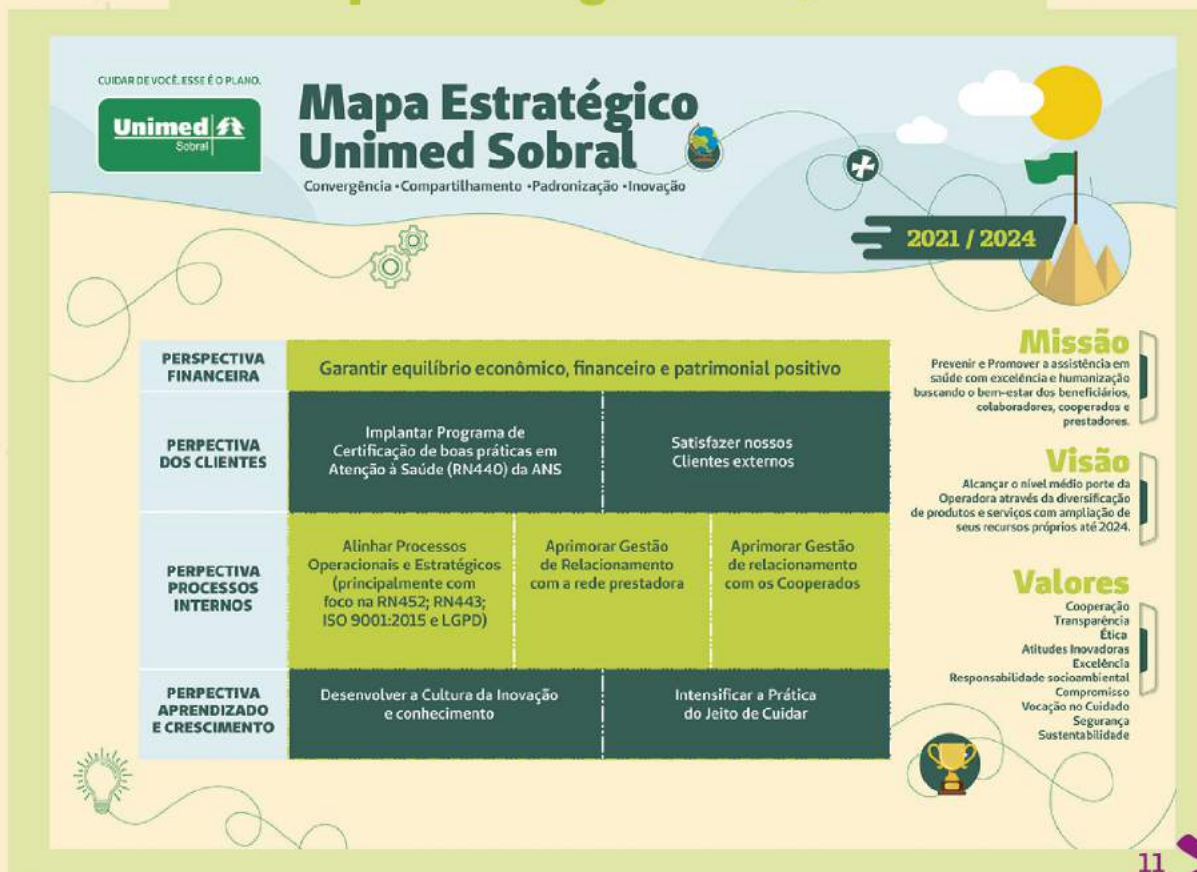 CUIDAR DE VOCÊ. ESSE É O PLANO.
Unimed
Sobral
Mapa Estratégico
Unimed Sobral
Convergência • Compartilhamento • Padronização • Inovação
2021 / 2024
PERSPECTIVA
FINANCEIRA
Garantir equilíbrio econômico, financeiro e patrimonial positivo
PERPECTIVA
DOS CLIENTES
Implantar Programa de
Certificação de boas práticas em
Atenção à Saúde (RN440) da ANS
Satisfazer nossos
Clientes externos
PERPECTIVA
PROCESSOS
INTERNOS
Alinhar Processos
Operacionais e Estratégicos
(principalmente com
foco na RN452; RN443;
ISO 9001:2015 e LGPD)
Aprimorar Gestão
de Relacionamento
com a rede prestadora
Aprimorar Gestão
de relacionamento
com os Cooperados
PERPECTIVA
APRENDIZADO
E CRESCIMENTO
Desenvolver a Cultura da Inovação
e conhecimento
Intensificar a Prática
do Jeito de Cuidar
Missão
Prevenir e Promover a assistência em
saúde com excelência e humanização
buscando o bem-estar dos beneficiários,
colaboradores, cooperados e
prestadores.
Visão
Alcançar o nível médio porte da
Operadora através da diversificação
de produtos e serviços com ampliação de
seus recursos próprios até 2024.
Valores
Cooperação
Transparência
Ética
Atitudes Inovadoras
Excelência
Responsabilidade socioambiental
Compromisso
Vocação no Cuidado
Segurança
Sustentabilidade
11